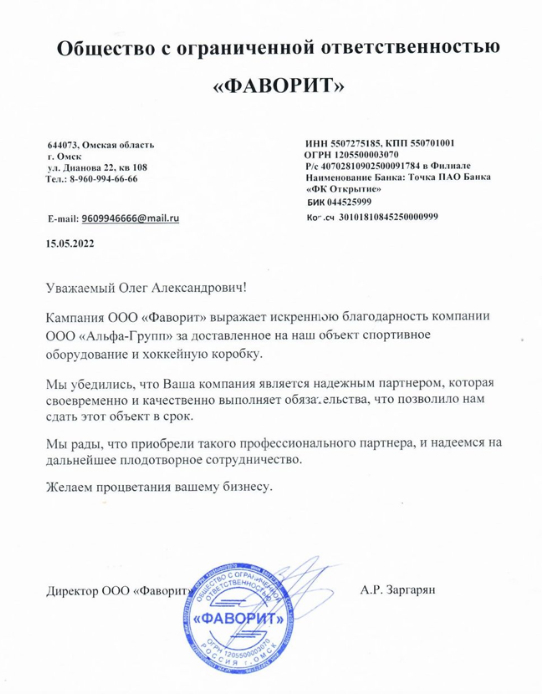 Общество с ограниченной ответственностью
«ФАВОРИТ»
644073, Омская область
г. Омск
ул. Дианова 22, кв 108
Тел.: 8-960-994-66-66
E-mail: 9609946666@mail.ru
15.05.2022
ИНН 5507275185, КПП 550701001
ОГРН 1205500003070
Р/с 40702810902500091784 в Филиале
Наименование Банка: Точка ПАО Банка
«ФК Открытие»
БИК 044525999
сч 30101810845250000999
Уважаемый Олег Александрович!
Кампания ООО «Фаворит» выражает искреннюю благодарность компании
ООО «Альфа-Групп» за доставленное на наш объект спортивное
оборудование и хоккейную коробку.
Мы убедились, что Ваша компания является надежным партнером, которая
своевременно и качественно выполняет обязательства, что позволило нам
сдать этот объект в срок.
Мы рады, что приобрели такого профессионального партнера, и надеемся на
дальнейшее плодотворное сотрудничество.
Желаем процветания вашему бизнесу.
Директор ООО «Фаворит»
А.Р. Заргарян
ОБЩЕСТВО С ОГРАНИЧЕННОЙ
ОТВЕТСТВЕННОСТЬЮ
«ФАВОРИТ»
ОГРН 1205500003070
РОССИЯ г. ОМСК